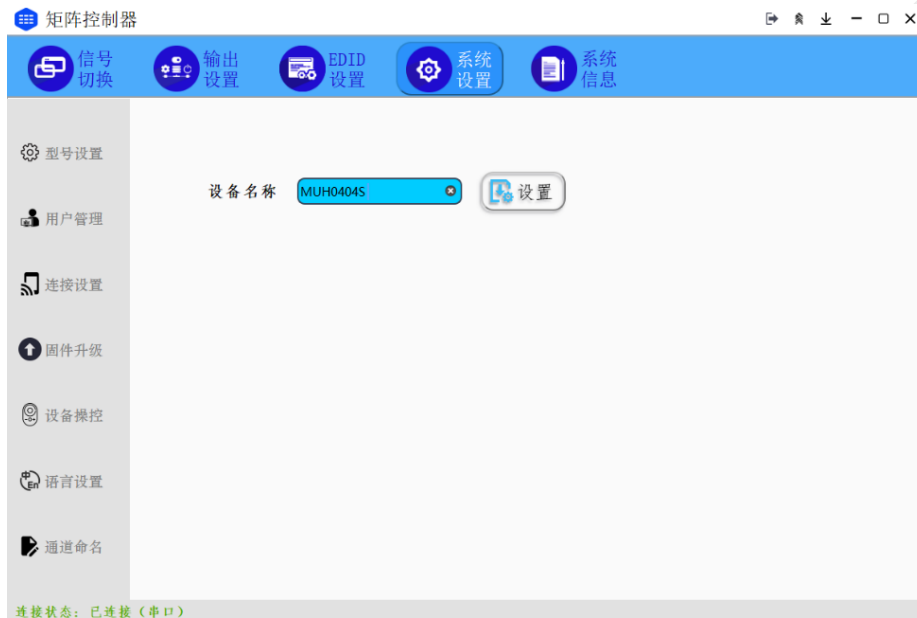 矩阵控制器
信号
切换
输出
设置
EDID
设置
系统
设置
系统
信息
型号设置
用户管理
连接设置
固件升级
设备操控
语言设置
通道命名
设备名称 MUH0404S 设置
连接状态: 已连接（串口）